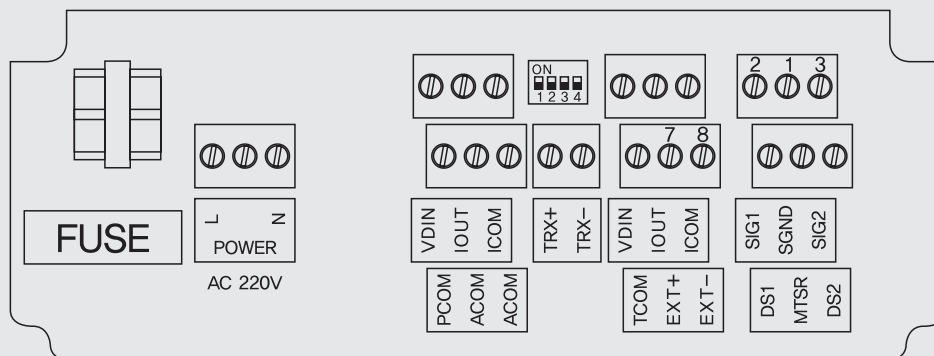 ON
1 2 3 4
2 1 3
7 8
FUSE
L N
POWER
AC 220V
VDIN IOUT ICOM
TRX+ TRX−
VDIN IOUT ICOM
SIG1 SGND SIG2
PCOM ACOM ACOM
TCOM EXT+ EXT−
DS1 MTSR DS2